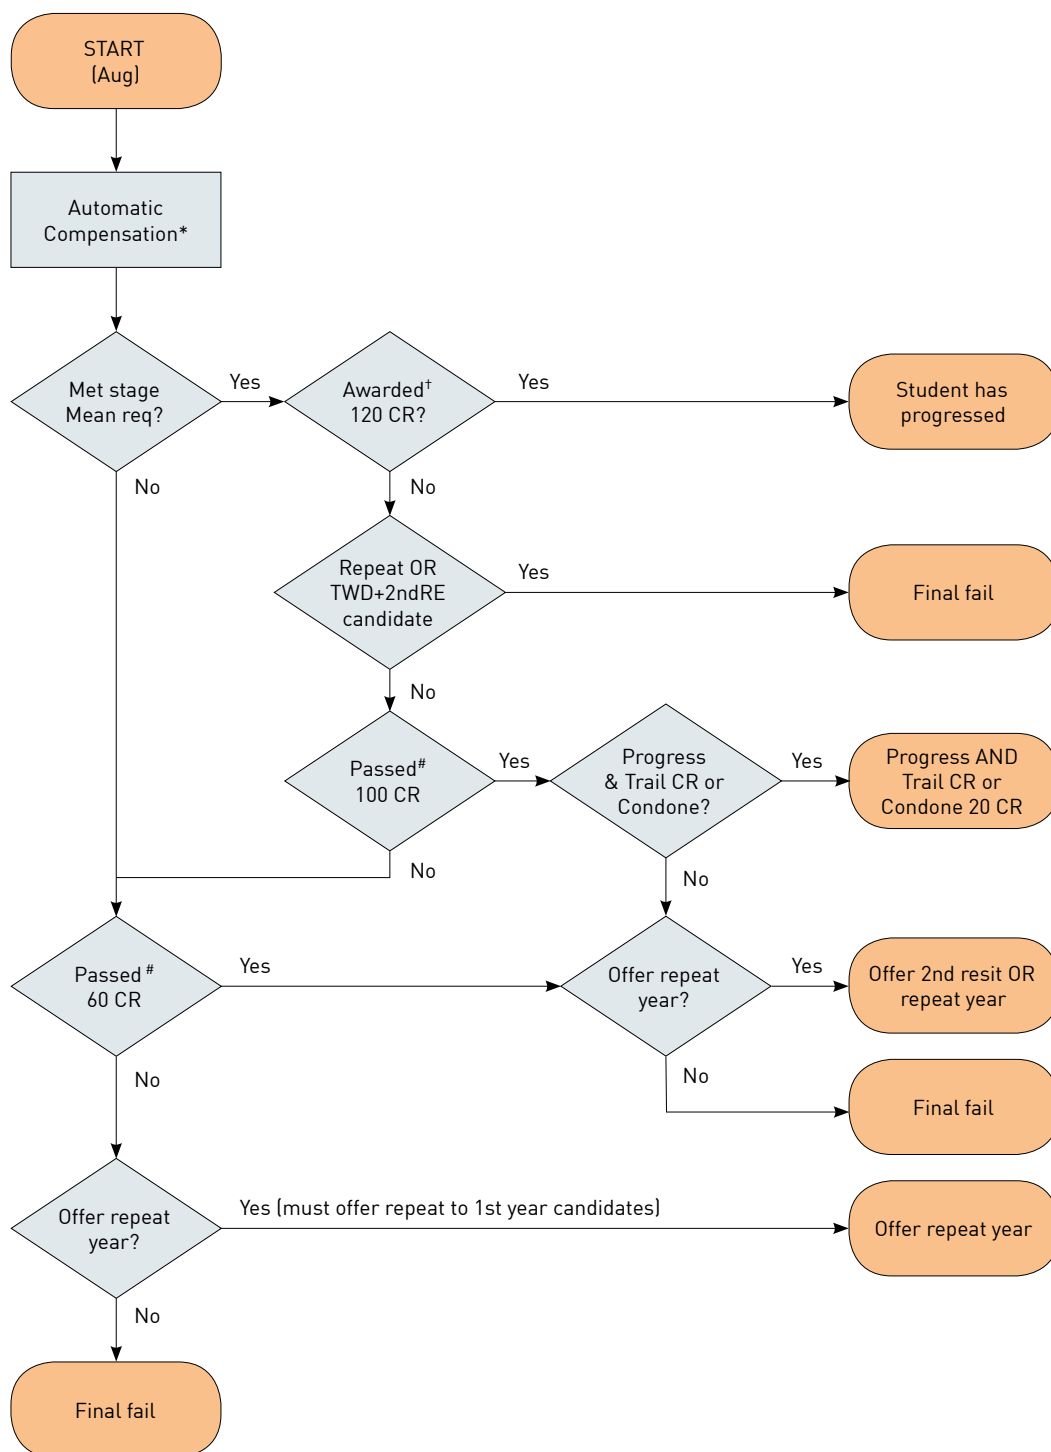 START
(Aug)
Automatic
Compensation*
Met stage
Mean req?
Yes
Awarded†
120 CR?
Yes
Student has
progressed
No
No
Repeat OR
TWD+2ndRE
candidate
Yes
Final fail
No
Passed#
100 CR
Yes
Progress
& Trail CR or
Condone?
Yes
Progress AND
Trail CR or
Condone 20 CR
No
No
Passed #
60 CR
Yes
Offer repeat
year?
Yes
Offer 2nd resit OR
repeat year
No
No
Final fail
Offer repeat
year?
Yes (must offer repeat to 1st year candidates)
Offer repeat year
No
Final fail